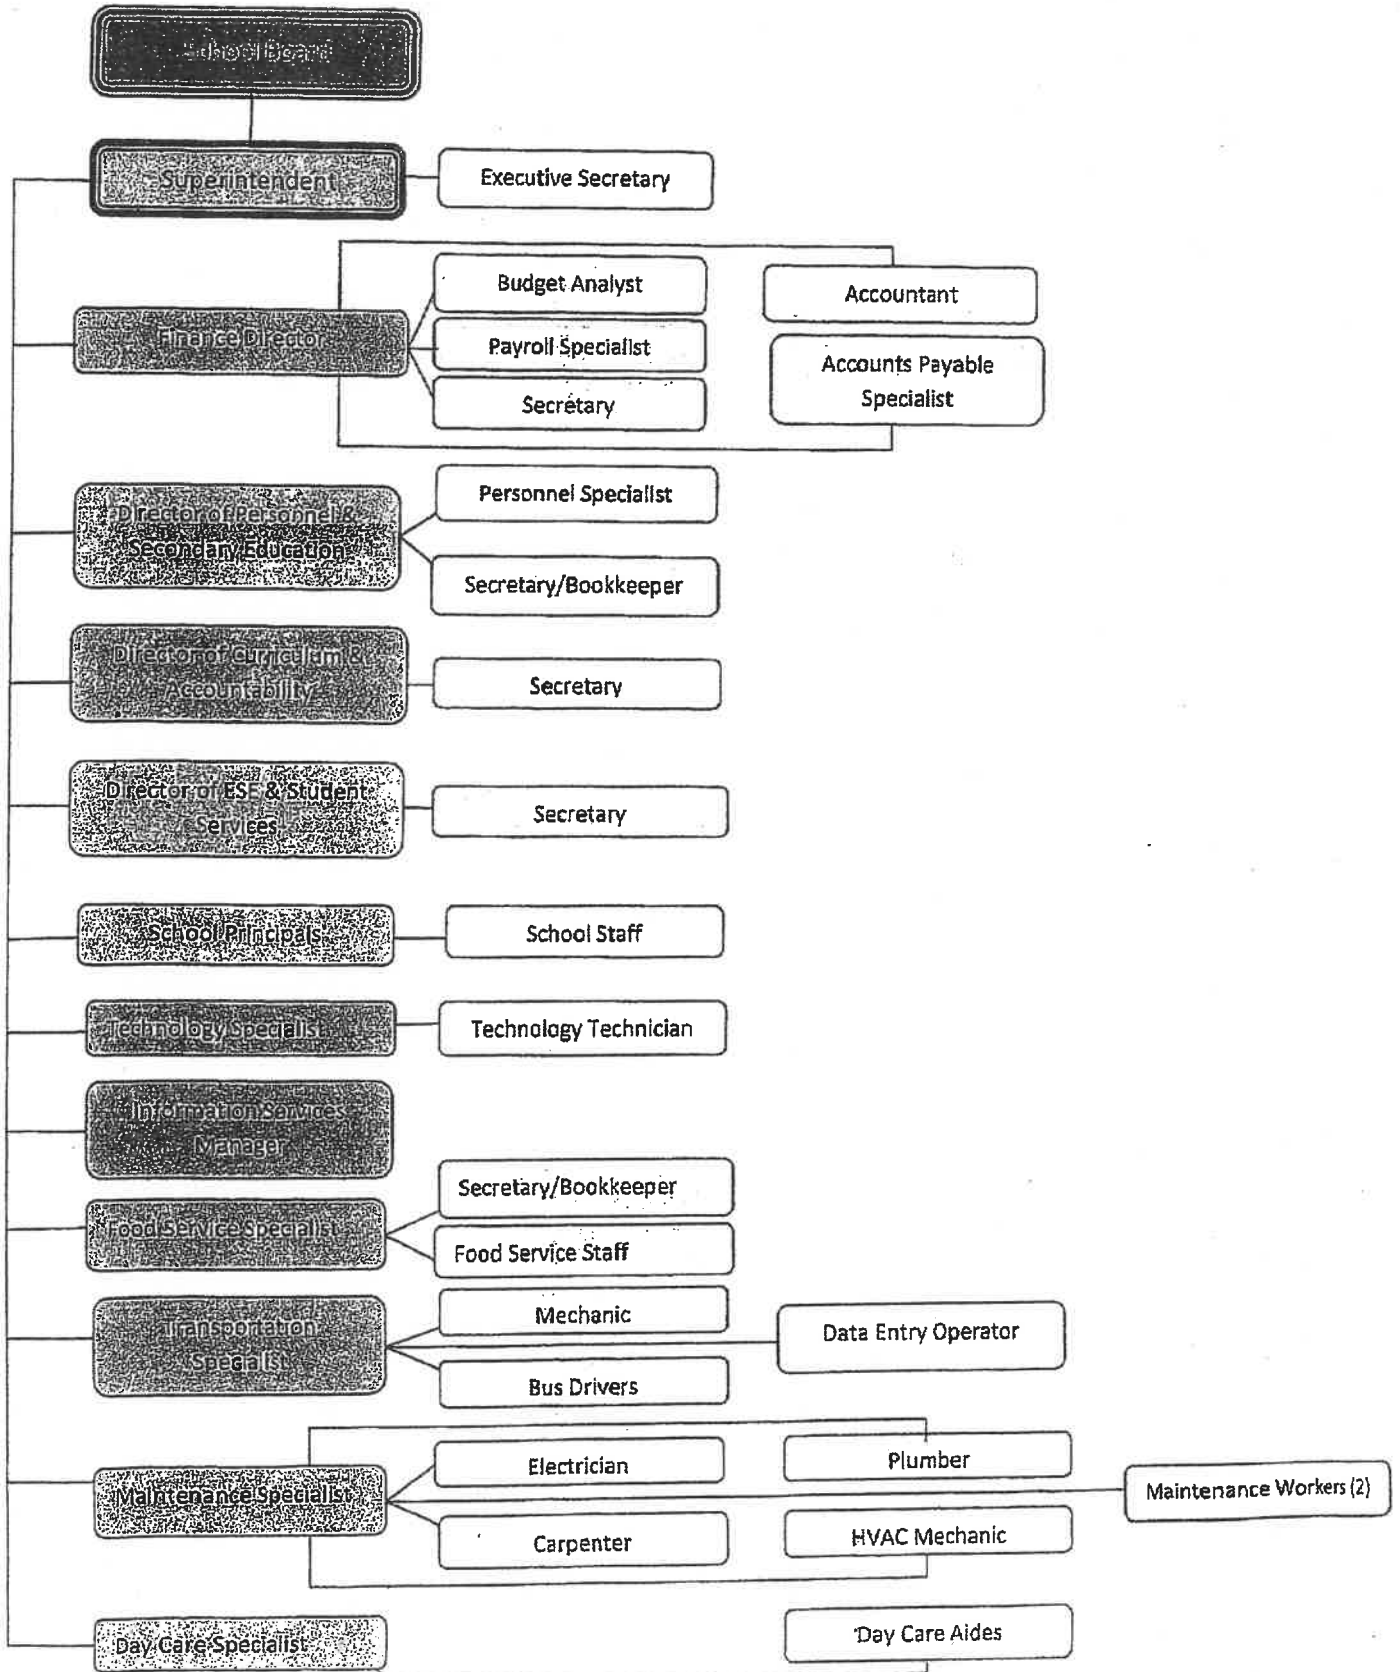 School Board
Superintendent
Executive Secretary
Budget Analyst
Accountant
Finance Director
Payroll Specialist
Accounts Payable
Specialist
Secretary
Director of Personnel &
Secondary Education
Personnel Specialist
Secretary/Bookkeeper
Director of Curriculum &
Accountability
Secretary
Director of ESE & Student
Services
Secretary
School Principals
School Staff
Technology Specialist
Technology Technician
Information Services
Manager
Secretary/Bookkeeper
Food Service Specialist
Food Service Staff
Mechanic
Transportation
Specialist
Data Entry Operator
Bus Drivers
Electrician
Plumber
Maintenance Specialist
Maintenance Workers (2)
Carpenter
HVAC Mechanic
Day Care Specialist
Day Care Aides